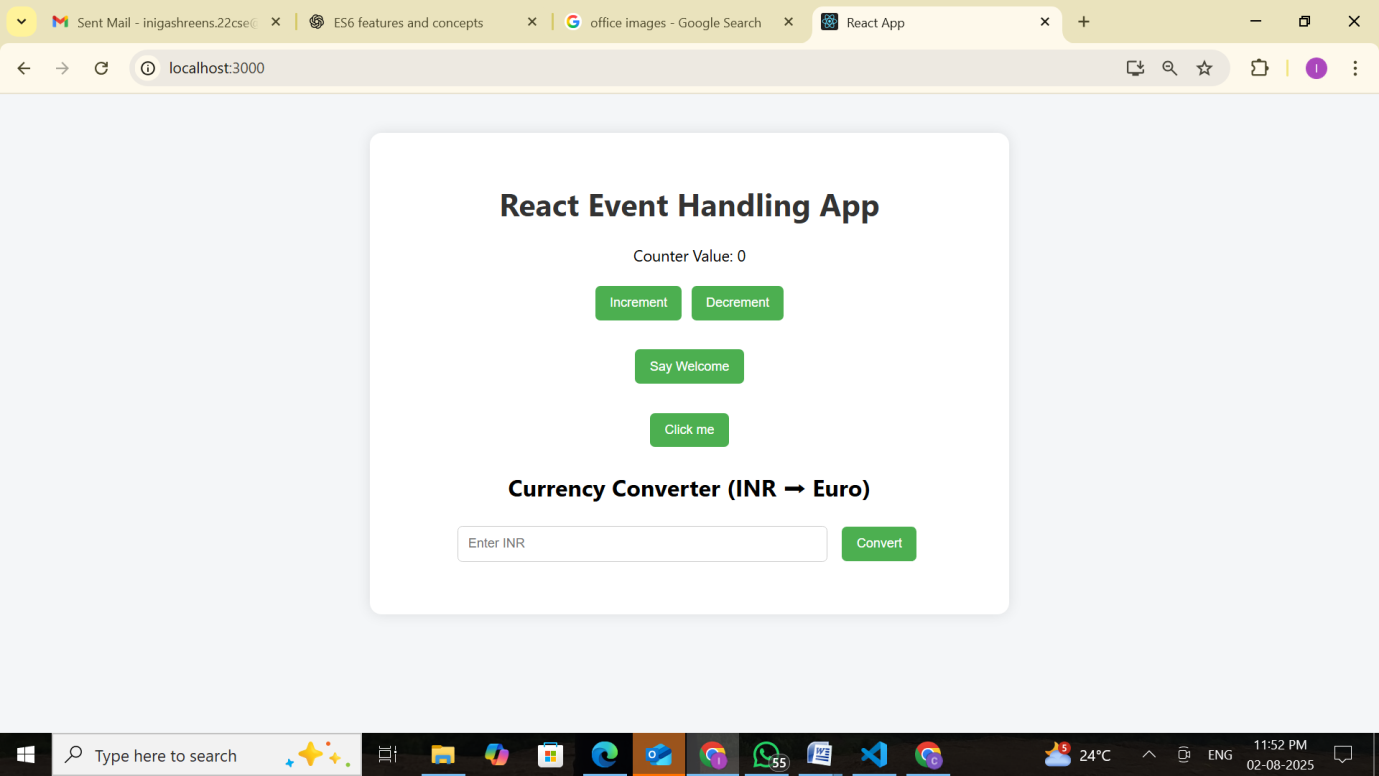 Sent Mail - inigashreens.22cse@
ES6 features and concepts
office images - Google Search
React App
localhost:3000
I
React Event Handling App
Counter Value: 0
Increment
Decrement
Say Welcome
Click me
Currency Converter (INR ➞ Euro)
Enter INR
Convert
Type here to search
I
55
C
5
24°C
ENG
11:52 PM
02-08-2025